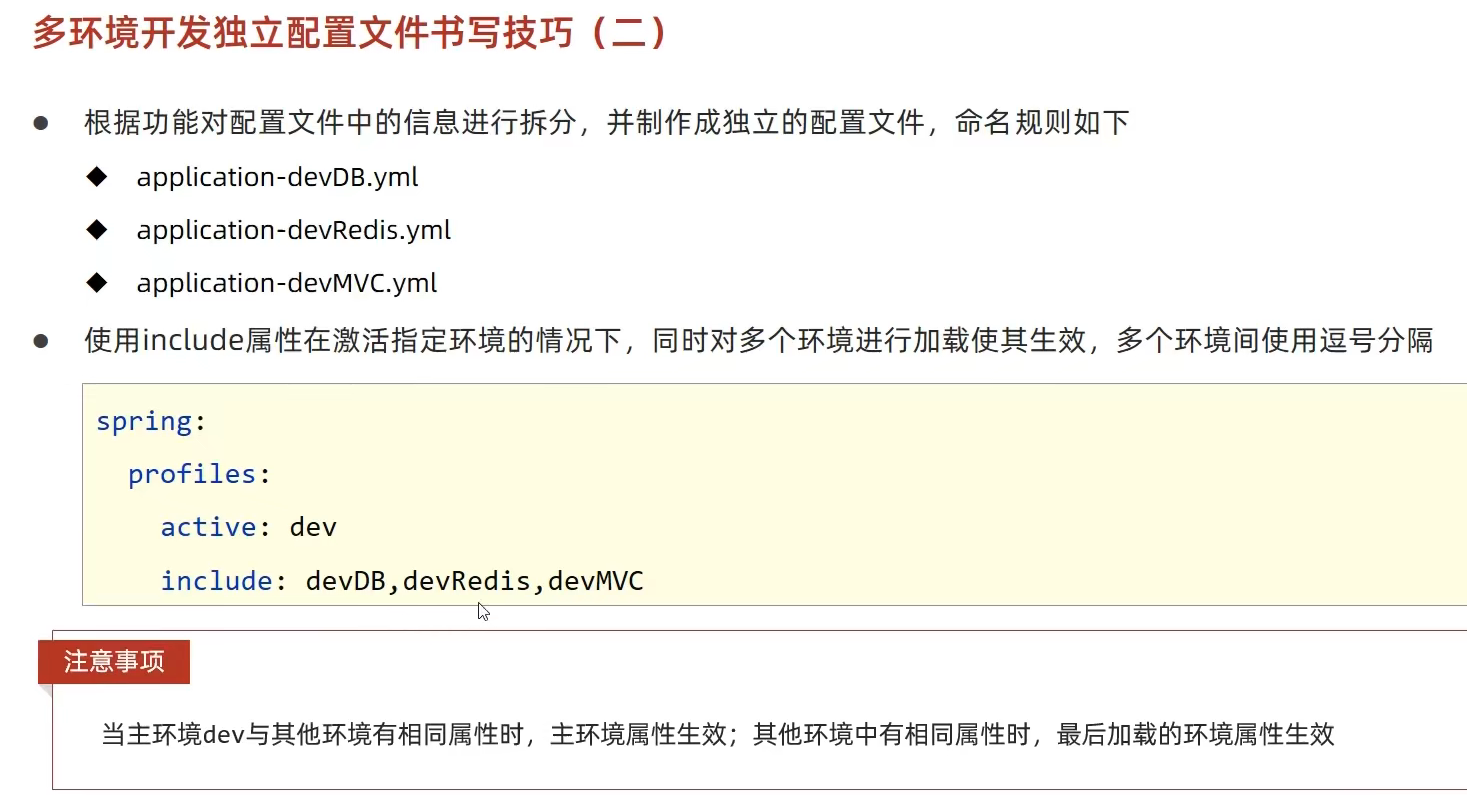 多环境开发独立配置文件书写技巧（二）
根据功能对配置文件中的信息进行拆分，并制作成独立的配置文件，命名规则如下
application-devDB.yml
application-devRedis.yml
application-devMVC.yml
使用include属性在激活指定环境的情况下，同时对多个环境进行加载使其生效，多个环境间使用逗号分隔
spring:
  profiles:
    active: dev
    include: devDB,devRedis,devMVC
注意事项
当主环境dev与其他环境有相同属性时，主环境属性生效；其他环境中有相同属性时，最后加载的环境属性生效